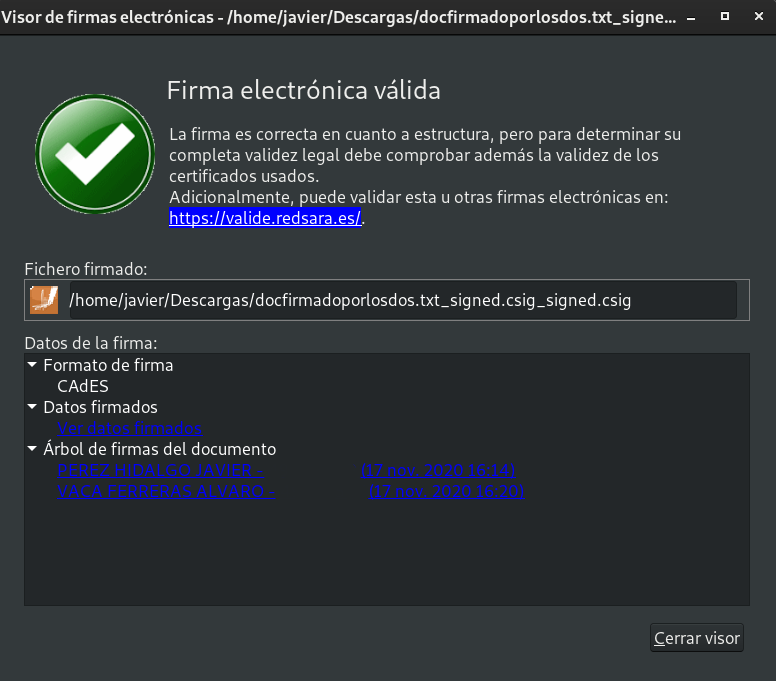 Visor de firmas electrónicas - /home/javier/Descargas/docfirmadoporlosdos.txt_signe...
Firma electrónica válida
La firma es correcta en cuanto a estructura, pero para determinar su
completa validez legal debe comprobar además la validez de los
certificados usados.
Adicionalmente, puede validar esta u otras firmas electrónicas en:
https://valide.redsara.es/.
Fichero firmado:
/home/javier/Descargas/docfirmadoporlosdos.txt_signed.csig_signed.csig
Datos de la firma:
Formato de firma
CAdES
Datos firmados
Ver datos firmados
Árbol de firmas del documento
PEREZ HIDALGO JAVIER - (17 nov. 2020 16:14)
VACA FERRERAS ALVARO - (17 nov. 2020 16:20)
Cerrar visor